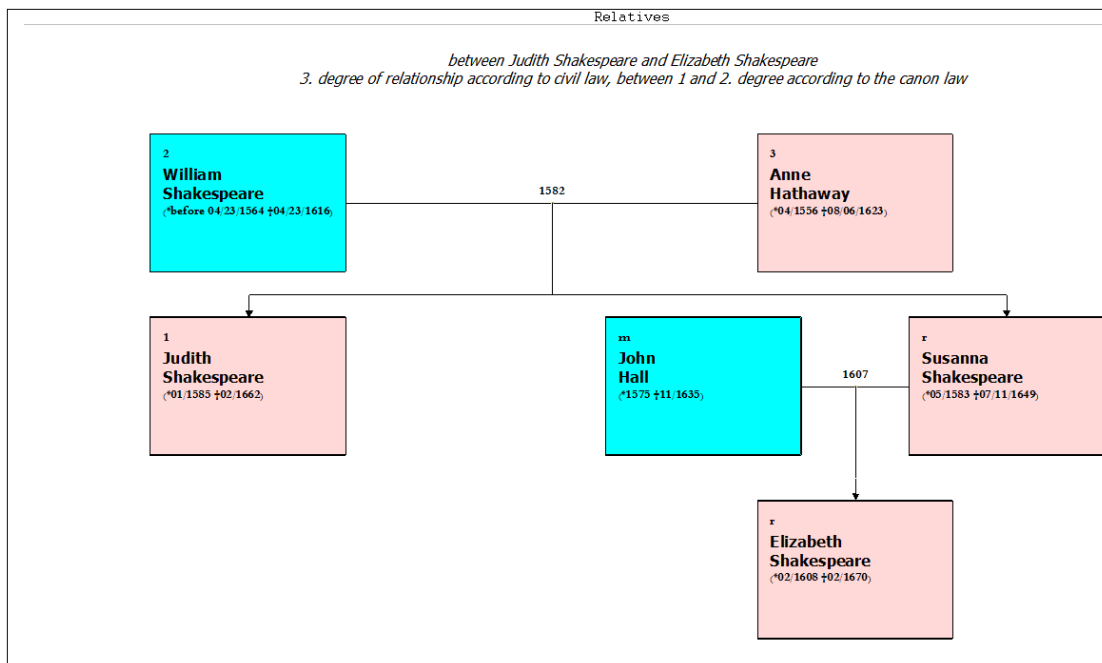 Relatives
between Judith Shakespeare and Elizabeth Shakespeare
3. degree of relationship according to civil law, between 1 and 2. degree according to the canon law
2
William
Shakespeare
(*before 04/23/1564 †04/23/1616)
1582
3
Anne
Hathaway
(*04/1556 †08/06/1623)
1
Judith
Shakespeare
(*01/1585 †02/1662)
m
John
Hall
(*1575 †11/1635)
1607
r
Susanna
Shakespeare
(*05/1583 †07/11/1649)
r
Elizabeth
Shakespeare
(*02/1608 †02/1670)